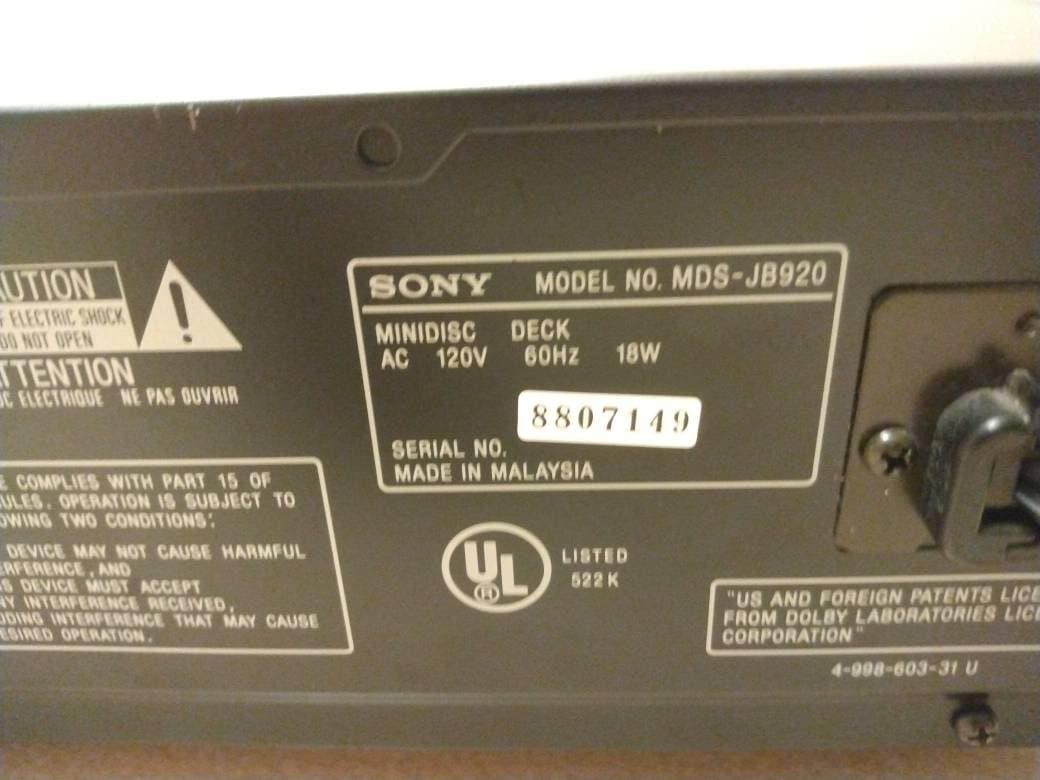 AUTION
F ELECTRIC SHOCK
DO NOT OPEN
TTENTION
OC ELECTRIQUE NE PAS OUVRIR
SONY MODEL NO. MDS-JB920
MINIDISC DECK
AC 120V 60Hz 18W
8807149
SERIAL NO.
MADE IN MALAYSIA
E COMPLIES WITH PART 15 OF
ULES. OPERATION IS SUBJECT TO
OWING TWO CONDITIONS:
DEVICE MAY NOT CAUSE HARMFUL
ERFERENCE, AND
S DEVICE MUST ACCEPT
NY INTERFERENCE RECEIVED,
UDING INTERFERENCE THAT MAY CAUSE
ESIRED OPERATION.
UL
®
LISTED
522K
"US AND FOREIGN PATENTS LICE
FROM DOLBY LABORATORIES LICE
CORPORATION"
4-998-603-31 U